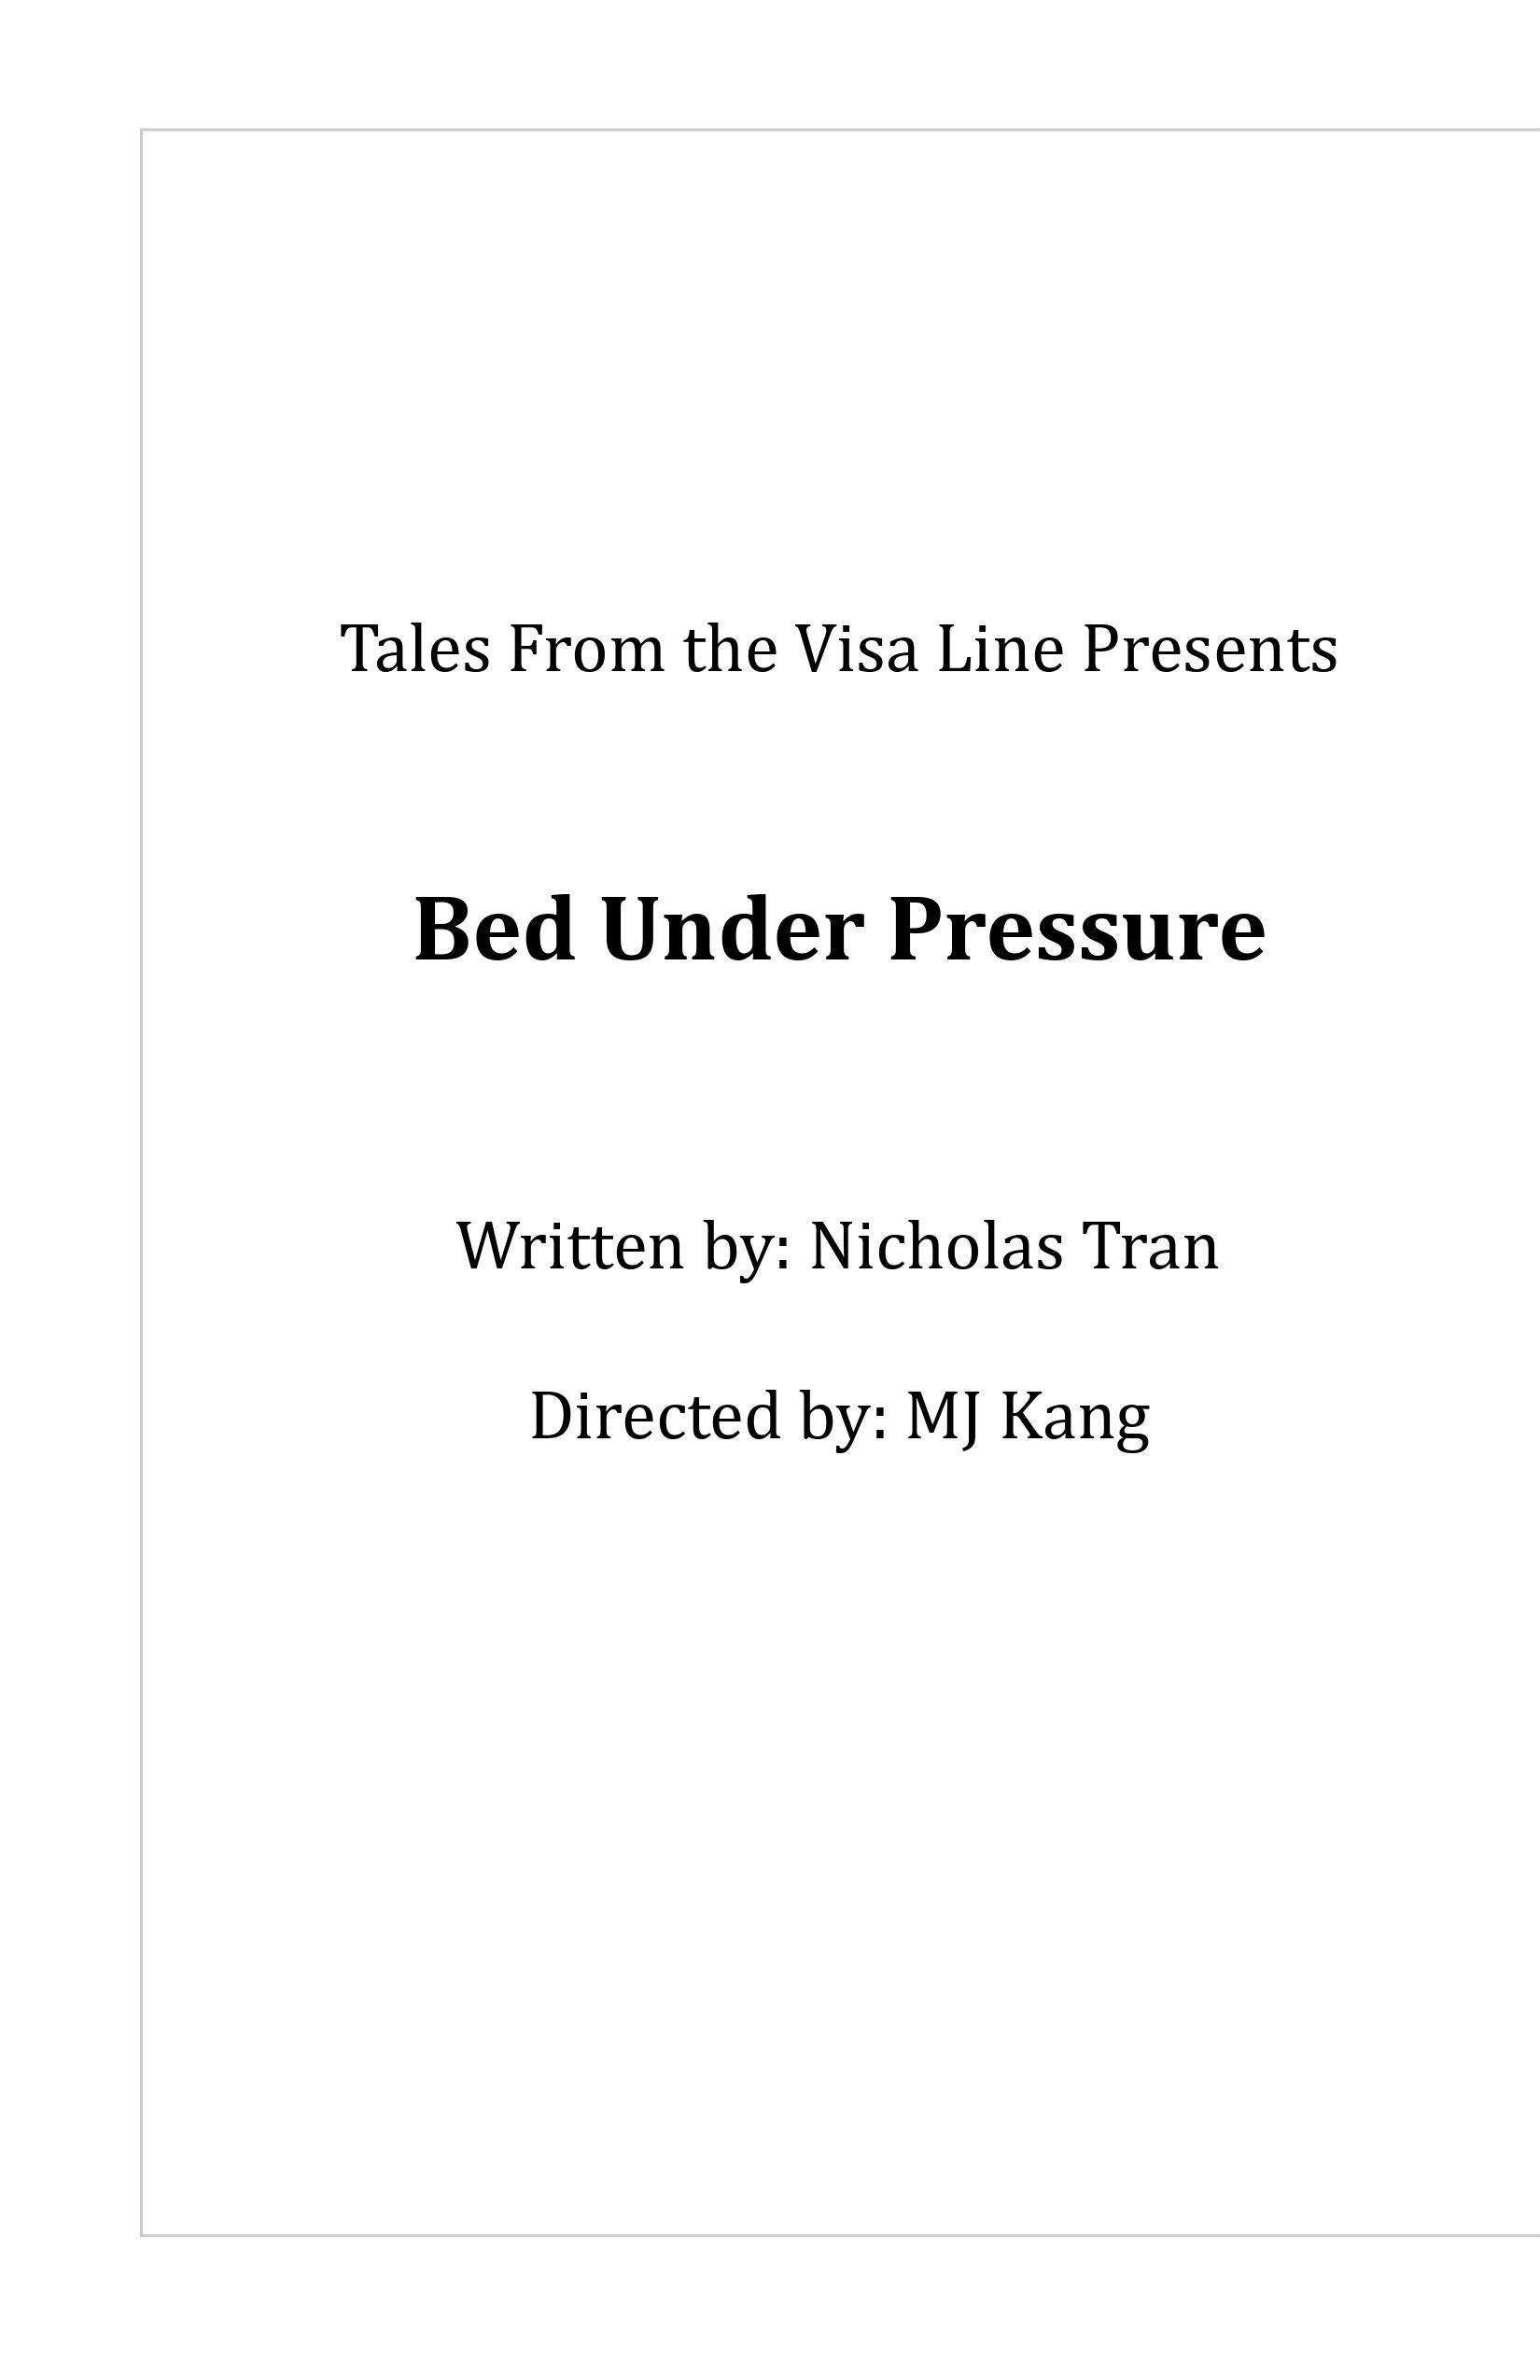 Tales From the Visa Line Presents
Bed Under Pressure
Written by: Nicholas Tran
Directed by: MJ Kang